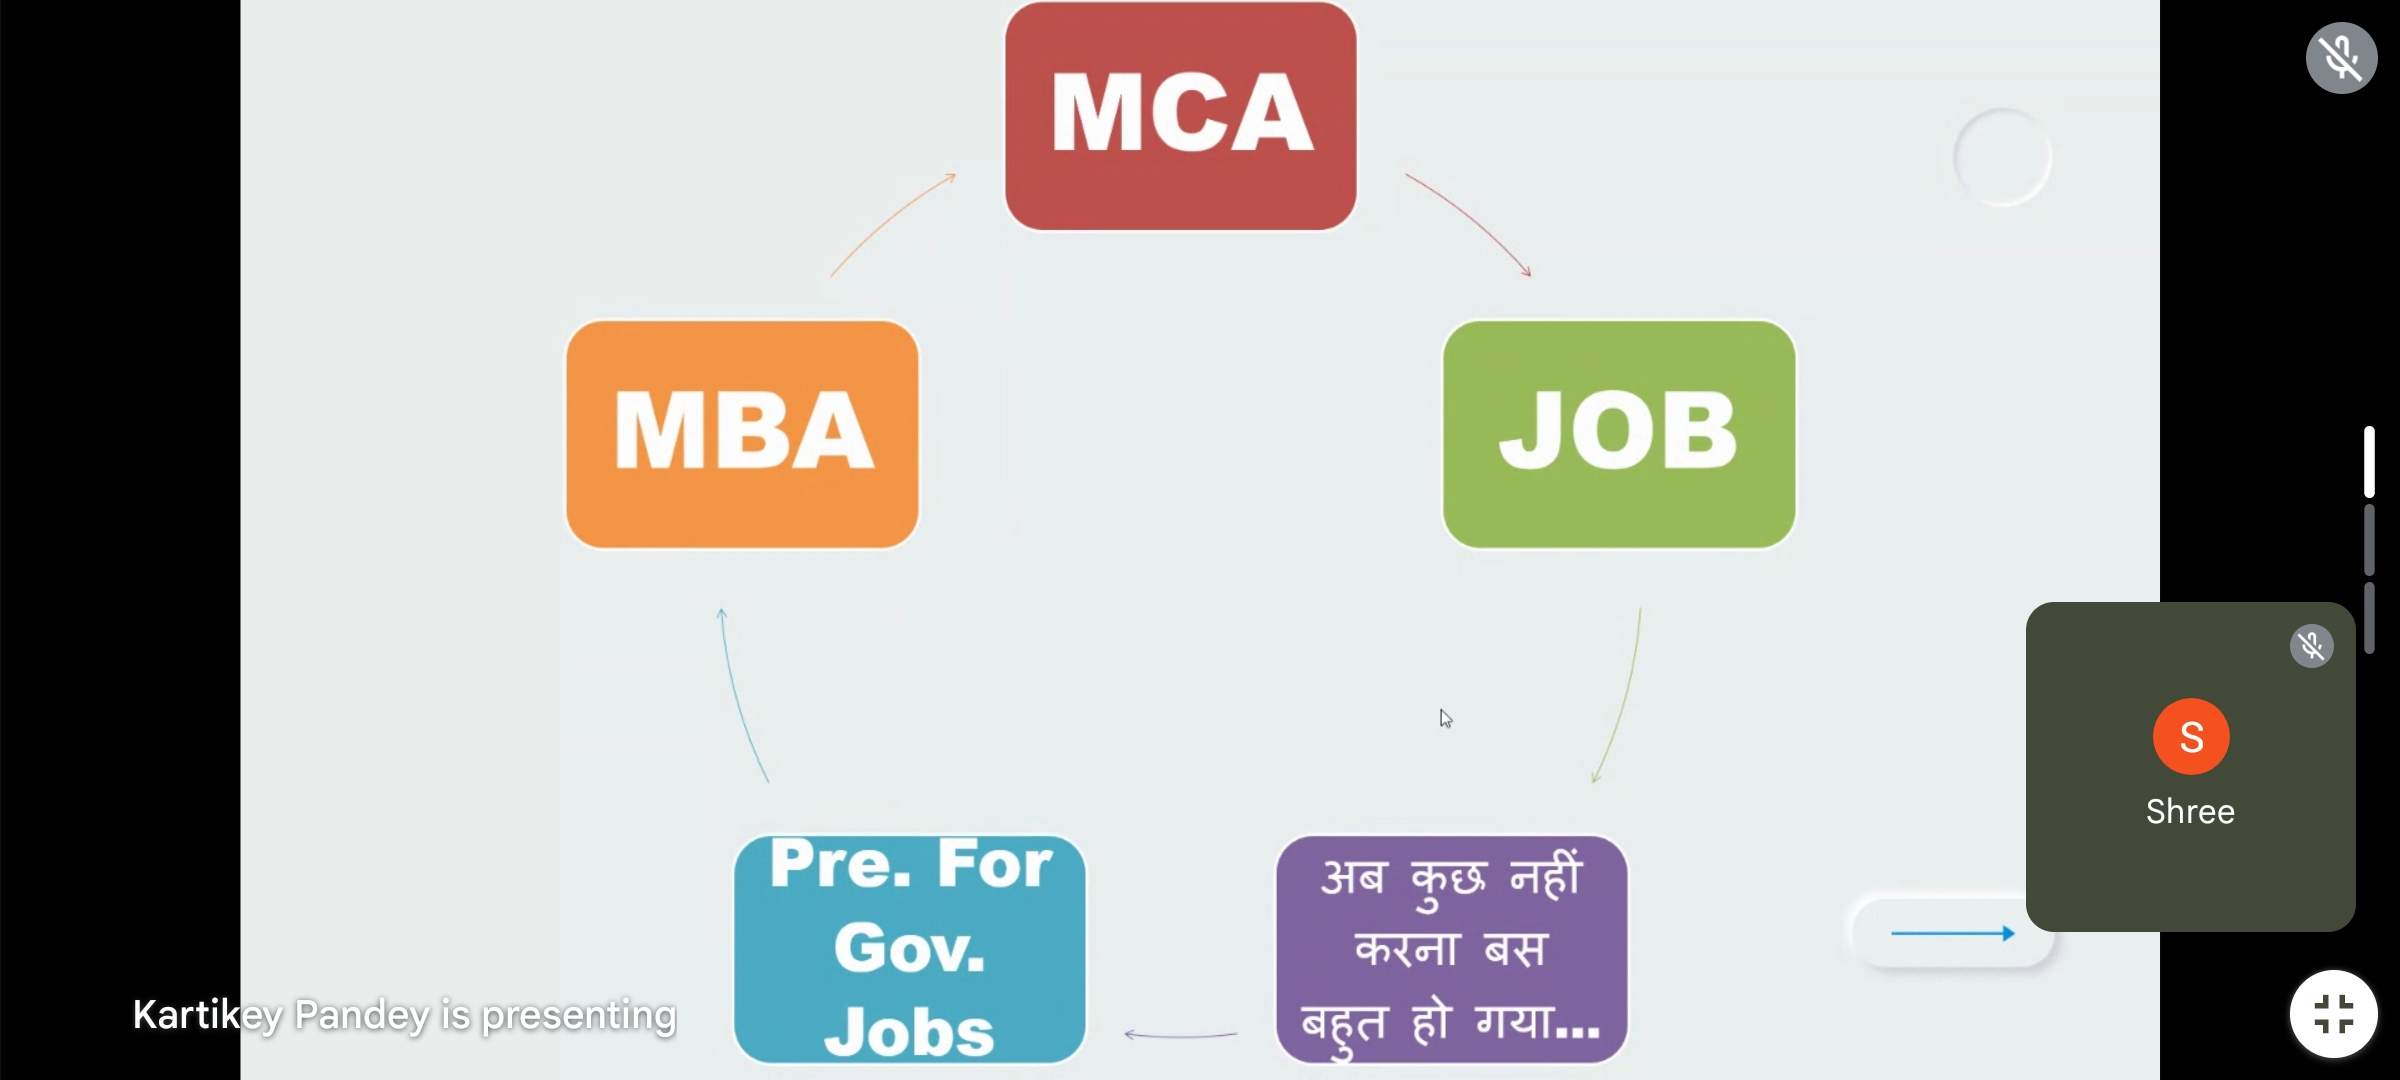 MCA
MBA
JOB
Pre. For
Gov.
Jobs
अब कुछ नहीं
करना बस
बहुत हो गया...
S
Shree
Kartikey Pandey is presenting